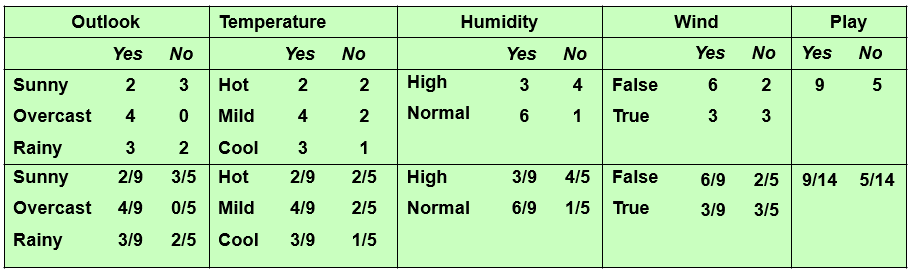 Outlook Temperature Humidity Wind Play
Yes No Yes No Yes No Yes No Yes No
Sunny 2 3 Hot 2 2 High 3 4 False 6 2 9 5
Overcast 4 0 Mild 4 2 Normal 6 1 True 3 3
Rainy 3 2 Cool 3 1
Sunny 2/9 3/5 Hot 2/9 2/5 High 3/9 4/5 False 6/9 2/5 9/14 5/14
Overcast 4/9 0/5 Mild 4/9 2/5 Normal 6/9 1/5 True 3/9 3/5
Rainy 3/9 2/5 Cool 3/9 1/5